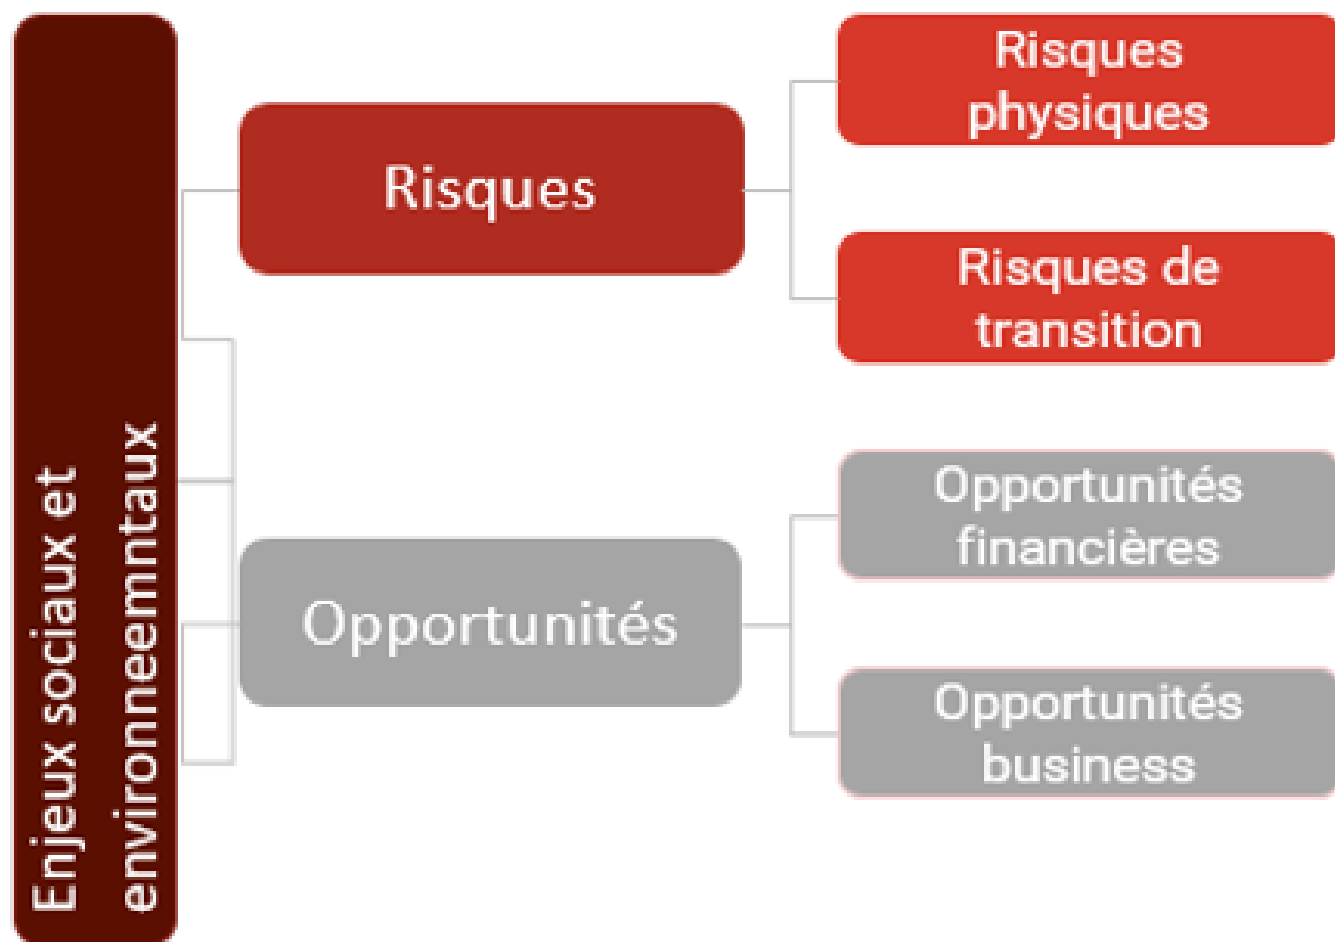 Enjeux sociaux et
environneemntaux
Risques
Risques
physiques
Risques de
transition
Opportunités
Opportunités
financières
Opportunités
business